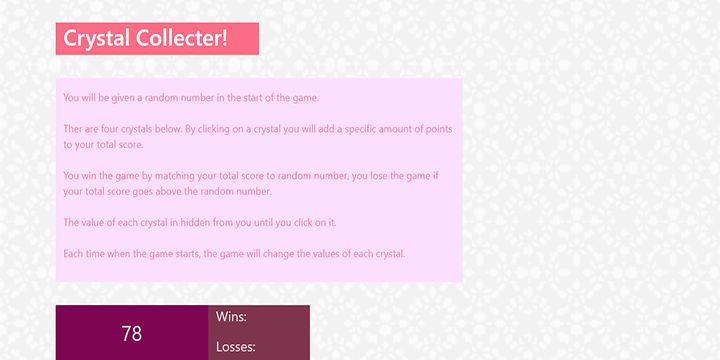 Crystal Collecter!
You will be given a random number in the start of the game.
Ther are four crystals below. By clicking on a crystal you will add a specific amount of points
to your total score.
You win the game by matching your total score to random number, you lose the game if
your total score goes above the random number.
The value of each crystal in hidden from you until you click on it.
Each time when the game starts, the game will change the values of each crystal.
78
Wins:
Losses: